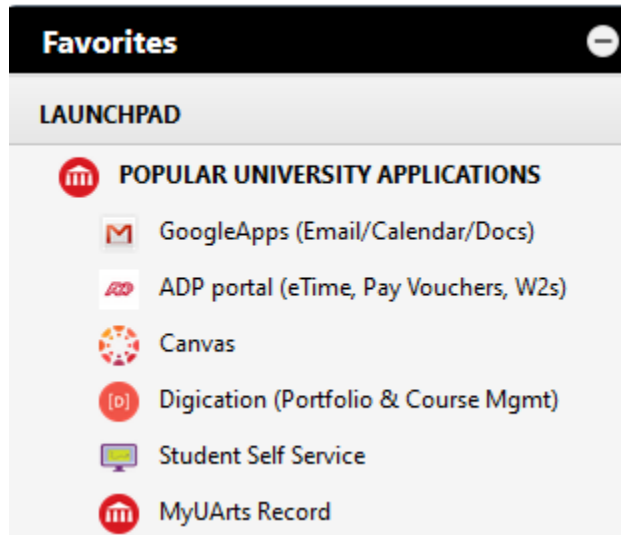 Favorites
LAUNCHPAD
POPULAR UNIVERSITY APPLICATIONS
GoogleApps (Email/Calendar/Docs)
ADP portal (eTime, Pay Vouchers, W2s)
Canvas
[D] Digication (Portfolio & Course Mgmt)
Student Self Service
MyUArts Record